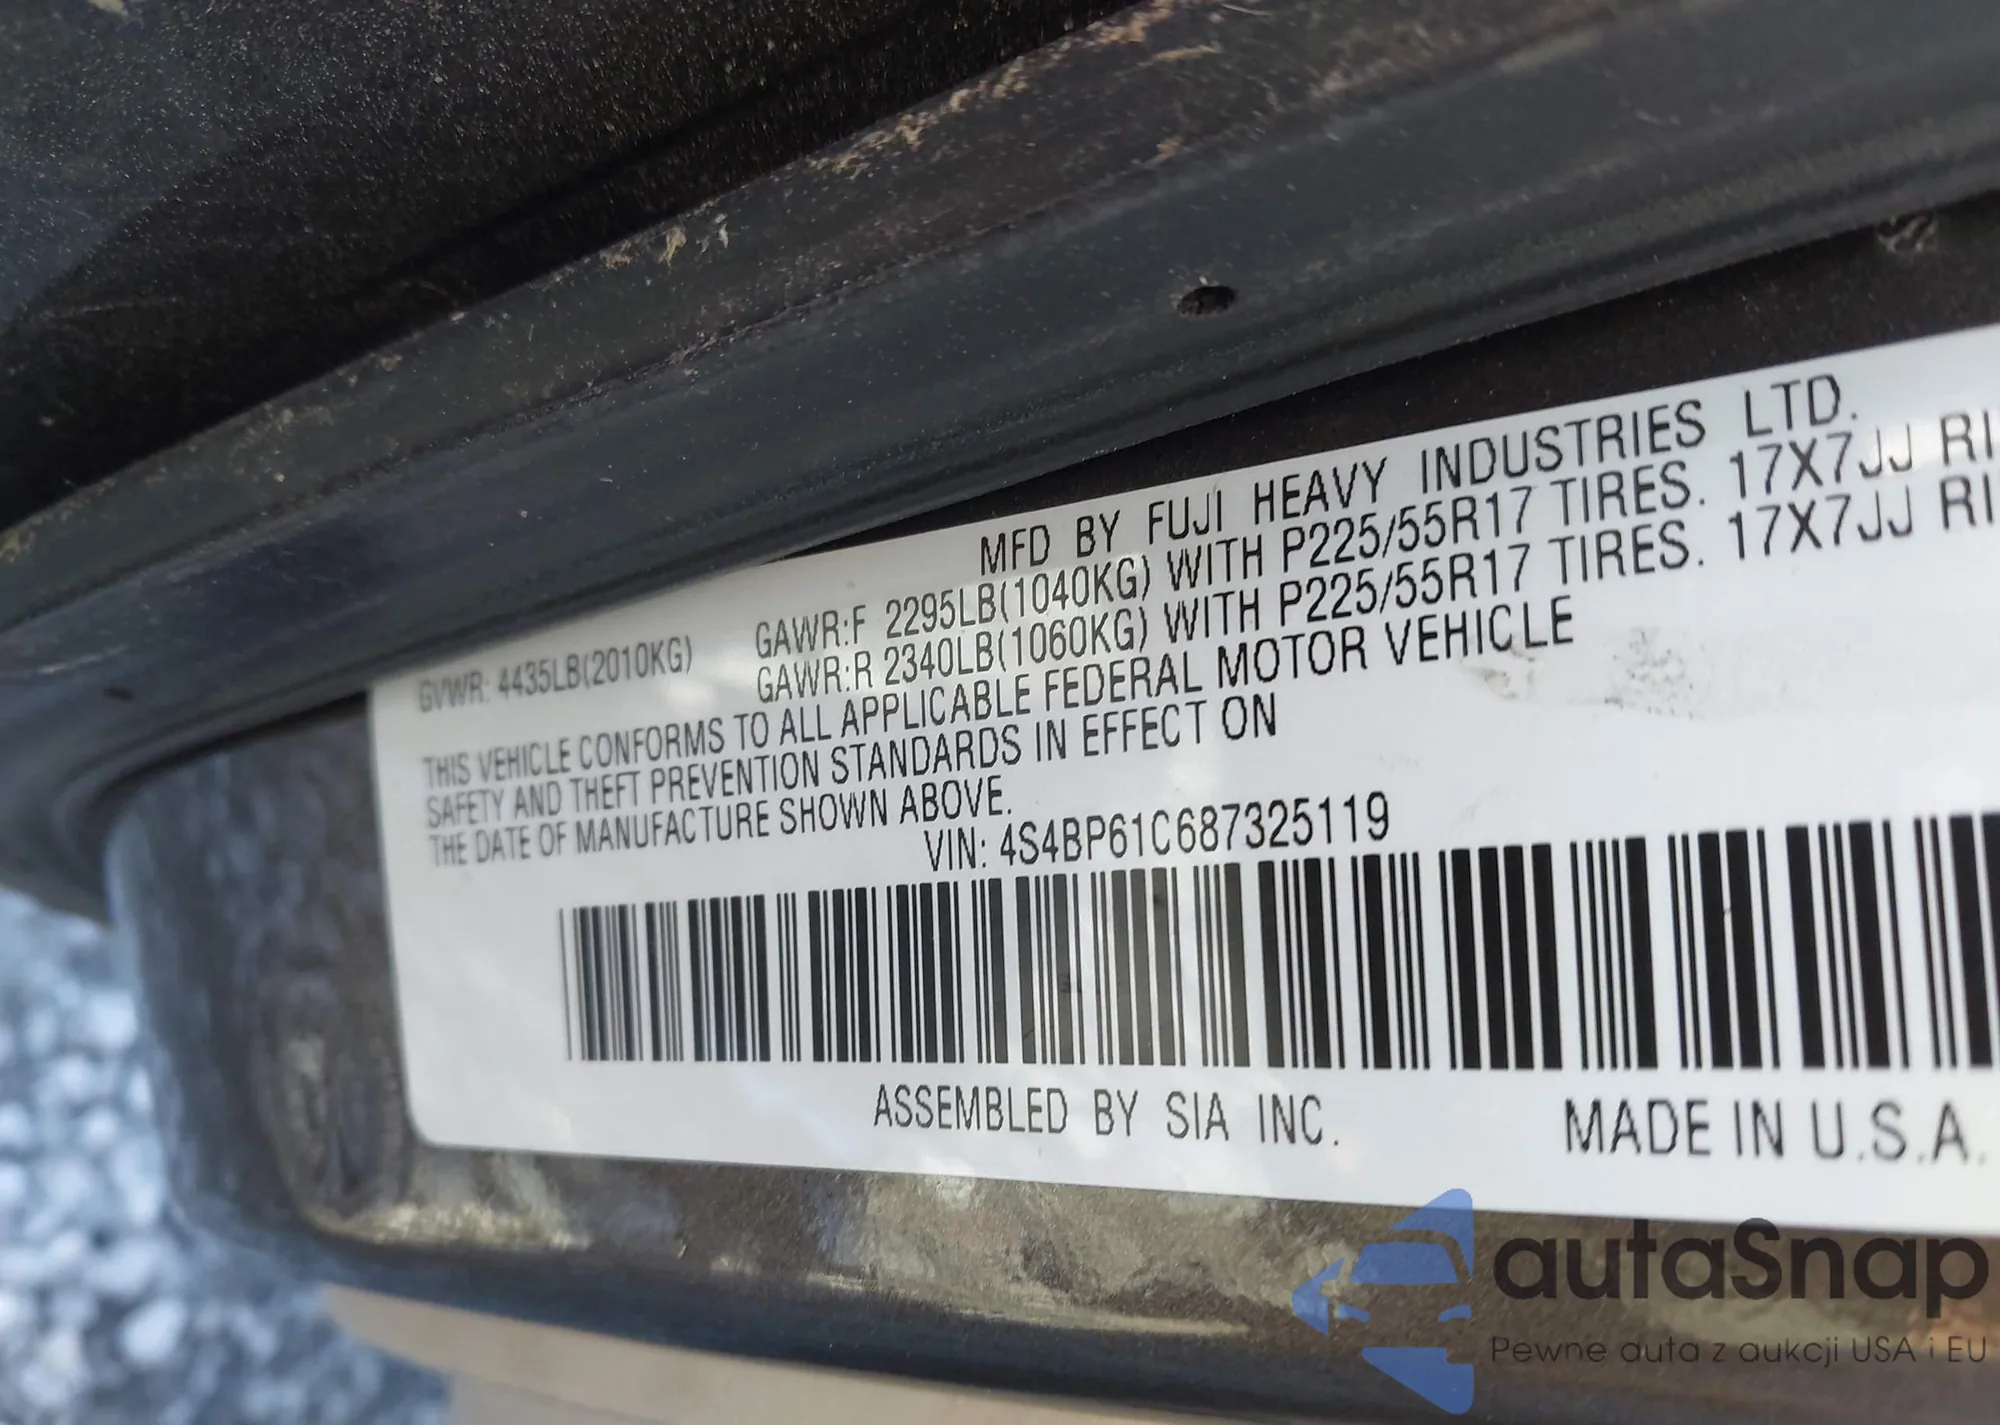 MFD BY FUJI HEAVY INDUSTRIES LTD.
GVWR: 4435LB(2010KG) GAWR:F 2295LB(1040KG) WITH P225/55R17 TIRES. 17X7JJ RI
GAWR:R 2340LB(1060KG) WITH P225/55R17 TIRES. 17X7JJ RI
THIS VEHICLE CONFORMS TO ALL APPLICABLE FEDERAL MOTOR VEHICLE
SAFETY AND THEFT PREVENTION STANDARDS IN EFFECT ON
THE DATE OF MANUFACTURE SHOWN ABOVE.
VIN: 4S4BP61C687325119
ASSEMBLED BY SIA INC. MADE IN U.S.A.
autaSnap
Pewne auta z aukcji USA i EU